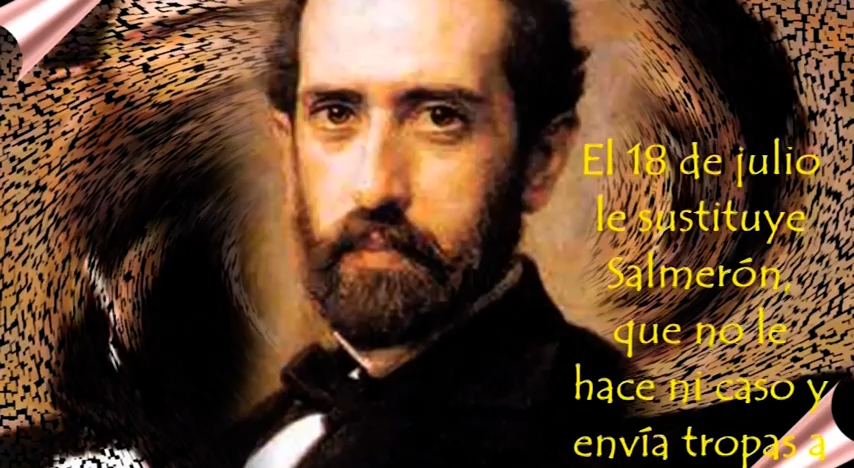 El 18 de julio
le sustituye
Salmerón,
que no le
hace ni caso y
envía tropas a